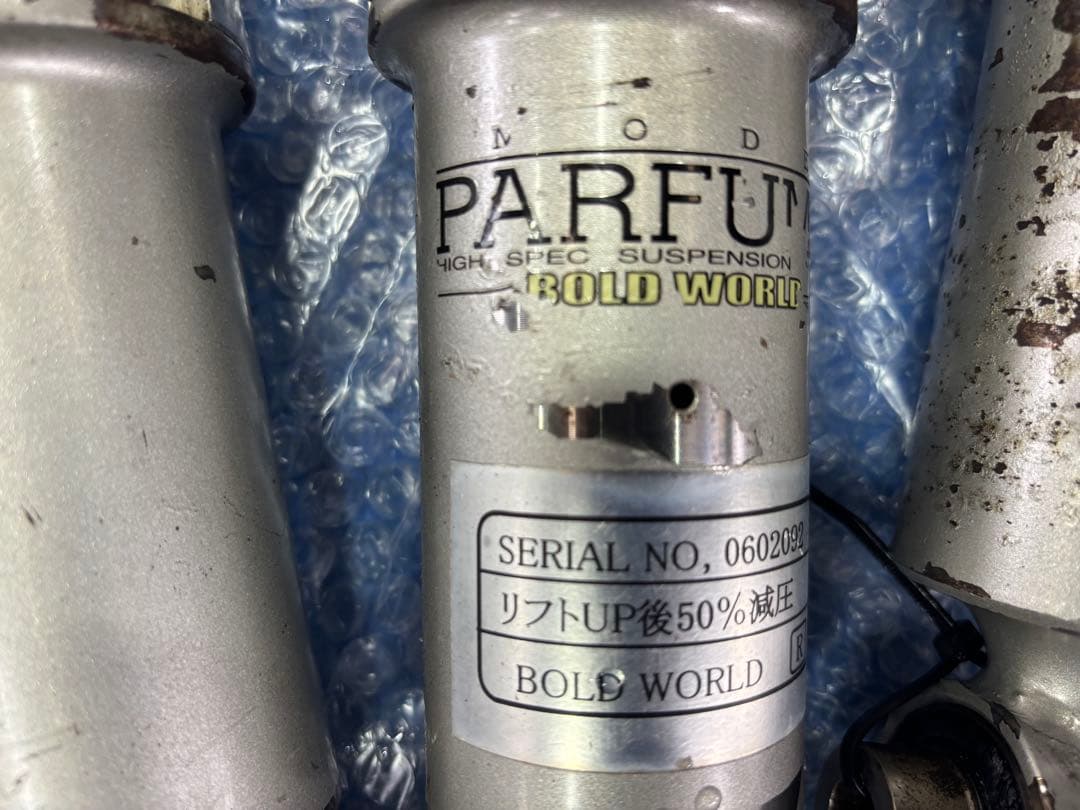 MODE
PARFUM
HIGH SPEC SUSPENSION
BOLD WORLD
SERIAL NO, 0602092
リフトUP後50%減圧
BOLD WORLD R